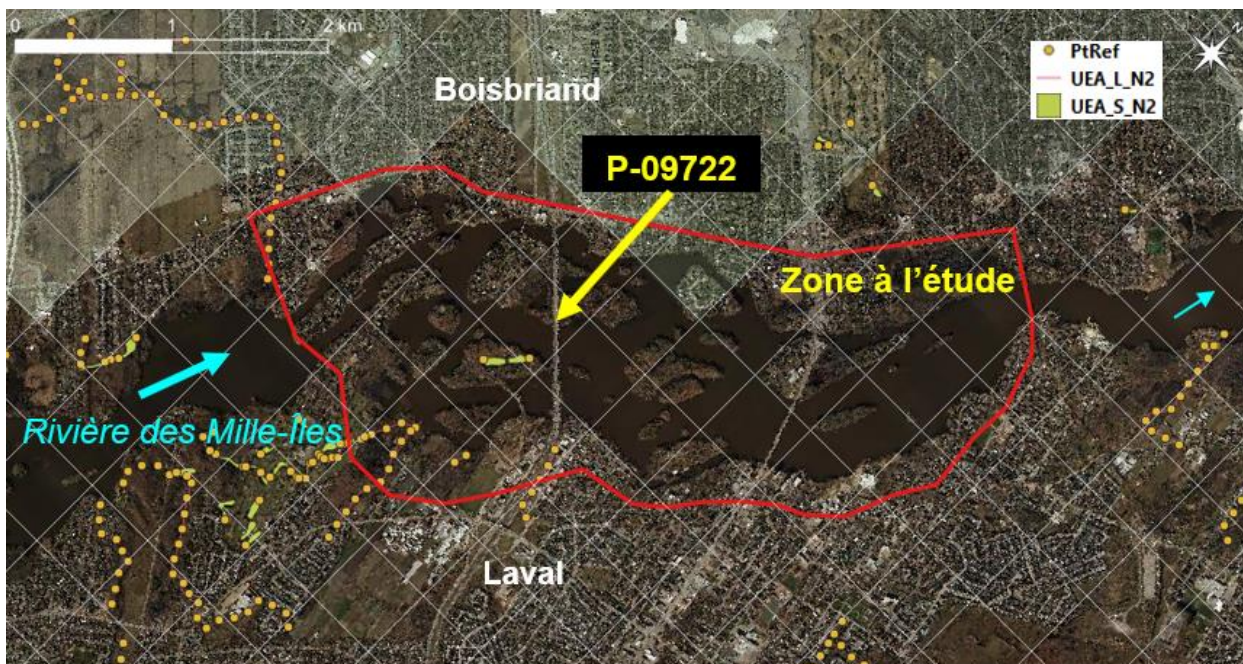 0 1 2 km
PtRef
UEA_L_N2
UEA_S_N2
N
Boisbriand
P-09722
Zone à l'étude
Rivière des Mille-Îles
Laval